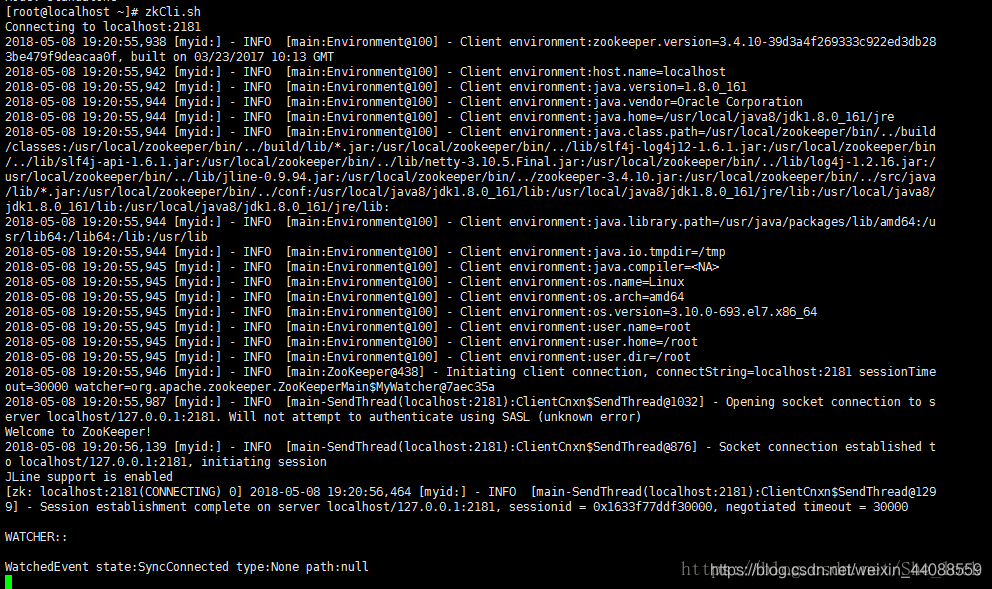 [root@localhost ~]# zkCli.sh
Connecting to localhost:2181
2018-05-08 19:20:55,938 [myid:] - INFO  [main:Environment@100] - Client environment:zookeeper.version=3.4.10-39d3a4f269333c922ed3db28
3be479f9deacaa0f, built on 03/23/2017 10:13 GMT
2018-05-08 19:20:55,942 [myid:] - INFO  [main:Environment@100] - Client environment:host.name=localhost
2018-05-08 19:20:55,942 [myid:] - INFO  [main:Environment@100] - Client environment:java.version=1.8.0_161
2018-05-08 19:20:55,944 [myid:] - INFO  [main:Environment@100] - Client environment:java.vendor=Oracle Corporation
2018-05-08 19:20:55,944 [myid:] - INFO  [main:Environment@100] - Client environment:java.home=/usr/local/java8/jdk1.8.0_161/jre
2018-05-08 19:20:55,944 [myid:] - INFO  [main:Environment@100] - Client environment:java.class.path=/usr/local/zookeeper/bin/../build
/classes:/usr/local/zookeeper/bin/../build/lib/*.jar:/usr/local/zookeeper/bin/../lib/slf4j-log4j12-1.6.1.jar:/usr/local/zookeeper/bin
/../lib/slf4j-api-1.6.1.jar:/usr/local/zookeeper/bin/../lib/netty-3.10.5.Final.jar:/usr/local/zookeeper/bin/../lib/log4j-1.2.16.jar:/
usr/local/zookeeper/bin/../lib/jline-0.9.94.jar:/usr/local/zookeeper/bin/../zookeeper-3.4.10.jar:/usr/local/zookeeper/bin/../src/java
/lib/*.jar:/usr/local/zookeeper/bin/../conf:/usr/local/java8/jdk1.8.0_161/lib:/usr/local/java8/jdk1.8.0_161/jre/lib:/usr/local/java8/
jdk1.8.0_161/lib:/usr/local/java8/jdk1.8.0_161/jre/lib:
2018-05-08 19:20:55,944 [myid:] - INFO  [main:Environment@100] - Client environment:java.library.path=/usr/java/packages/lib/amd64:/u
sr/lib64:/lib64:/lib:/usr/lib
2018-05-08 19:20:55,944 [myid:] - INFO  [main:Environment@100] - Client environment:java.io.tmpdir=/tmp
2018-05-08 19:20:55,945 [myid:] - INFO  [main:Environment@100] - Client environment:java.compiler=<NA>
2018-05-08 19:20:55,945 [myid:] - INFO  [main:Environment@100] - Client environment:os.name=Linux
2018-05-08 19:20:55,945 [myid:] - INFO  [main:Environment@100] - Client environment:os.arch=amd64
2018-05-08 19:20:55,945 [myid:] - INFO  [main:Environment@100] - Client environment:os.version=3.10.0-693.el7.x86_64
2018-05-08 19:20:55,945 [myid:] - INFO  [main:Environment@100] - Client environment:user.name=root
2018-05-08 19:20:55,945 [myid:] - INFO  [main:Environment@100] - Client environment:user.home=/root
2018-05-08 19:20:55,945 [myid:] - INFO  [main:Environment@100] - Client environment:user.dir=/root
2018-05-08 19:20:55,946 [myid:] - INFO  [main:ZooKeeper@438] - Initiating client connection, connectString=localhost:2181 sessionTime
out=30000 watcher=org.apache.zookeeper.ZooKeeperMain$MyWatcher@7aec35a
2018-05-08 19:20:55,987 [myid:] - INFO  [main-SendThread(localhost:2181):ClientCnxn$SendThread@1032] - Opening socket connection to s
erver localhost/127.0.0.1:2181. Will not attempt to authenticate using SASL (unknown error)
Welcome to ZooKeeper!
2018-05-08 19:20:56,139 [myid:] - INFO  [main-SendThread(localhost:2181):ClientCnxn$SendThread@876] - Socket connection established t
o localhost/127.0.0.1:2181, initiating session
JLine support is enabled
[zk: localhost:2181(CONNECTING) 0] 2018-05-08 19:20:56,464 [myid:] - INFO  [main-SendThread(localhost:2181):ClientCnxn$SendThread@129
9] - Session establishment complete on server localhost/127.0.0.1:2181, sessionid = 0x1633f77ddf30000, negotiated timeout = 30000
WATCHER::
WatchedEvent state:SyncConnected type:None path:null
https://blog.csdn.net/weixin_44088559